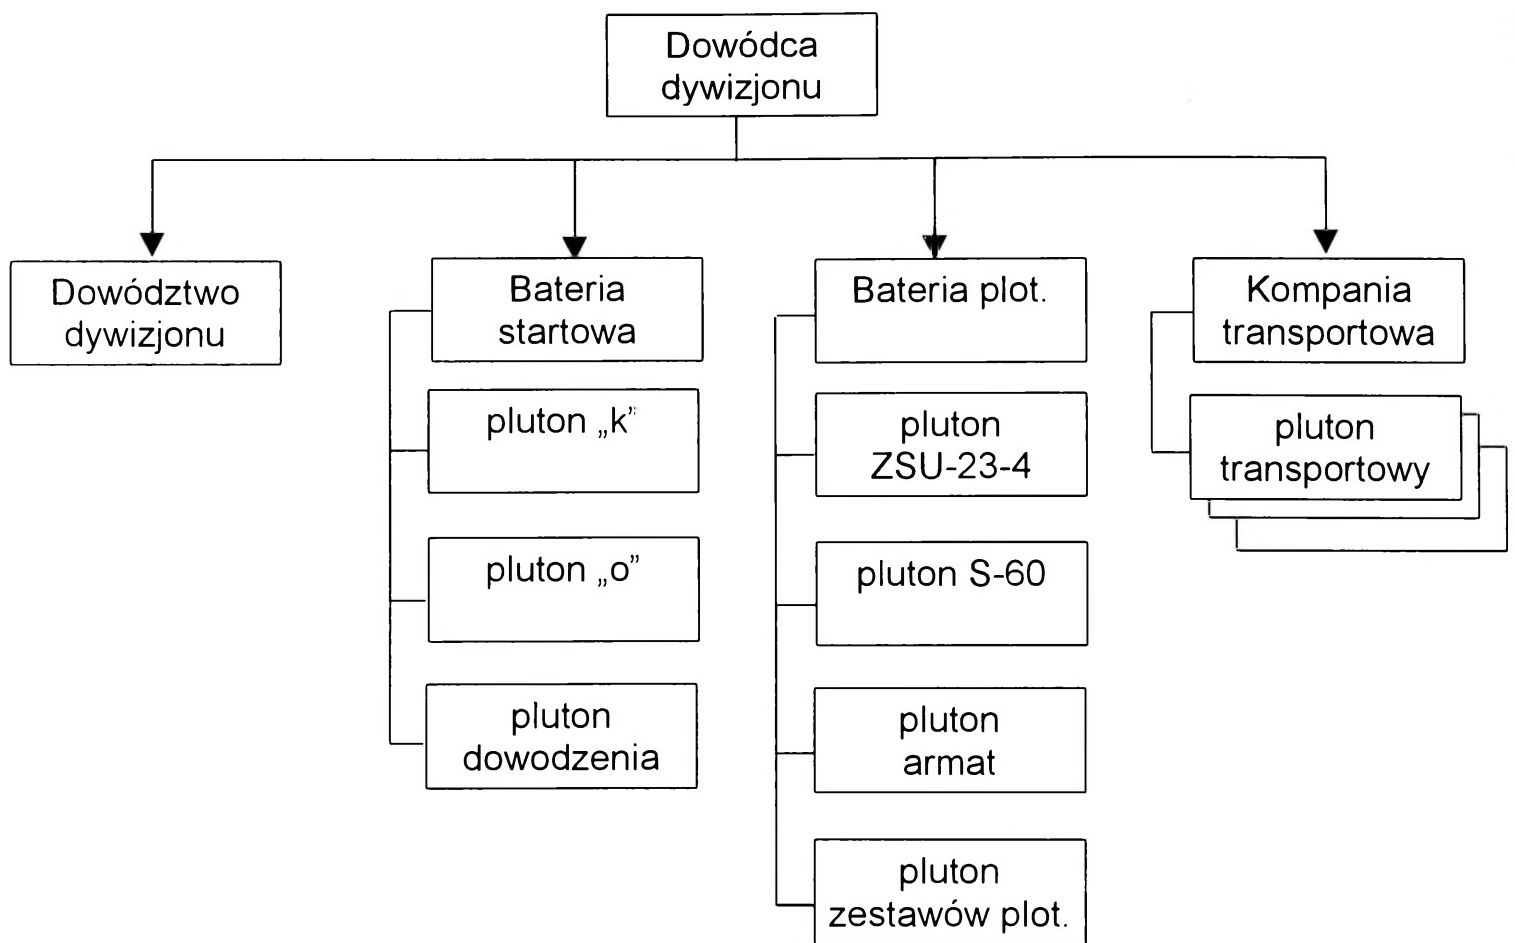 Dowódca
dywizjonu
Dowództwo
dywizjonu
Bateria
startowa
pluton „k”
pluton „o”
pluton
dowodzenia
Bateria plot.
pluton
ZSU-23-4
pluton S-60
pluton
armat
pluton
zestawów plot.
Kompania
transportowa
pluton
transportowy